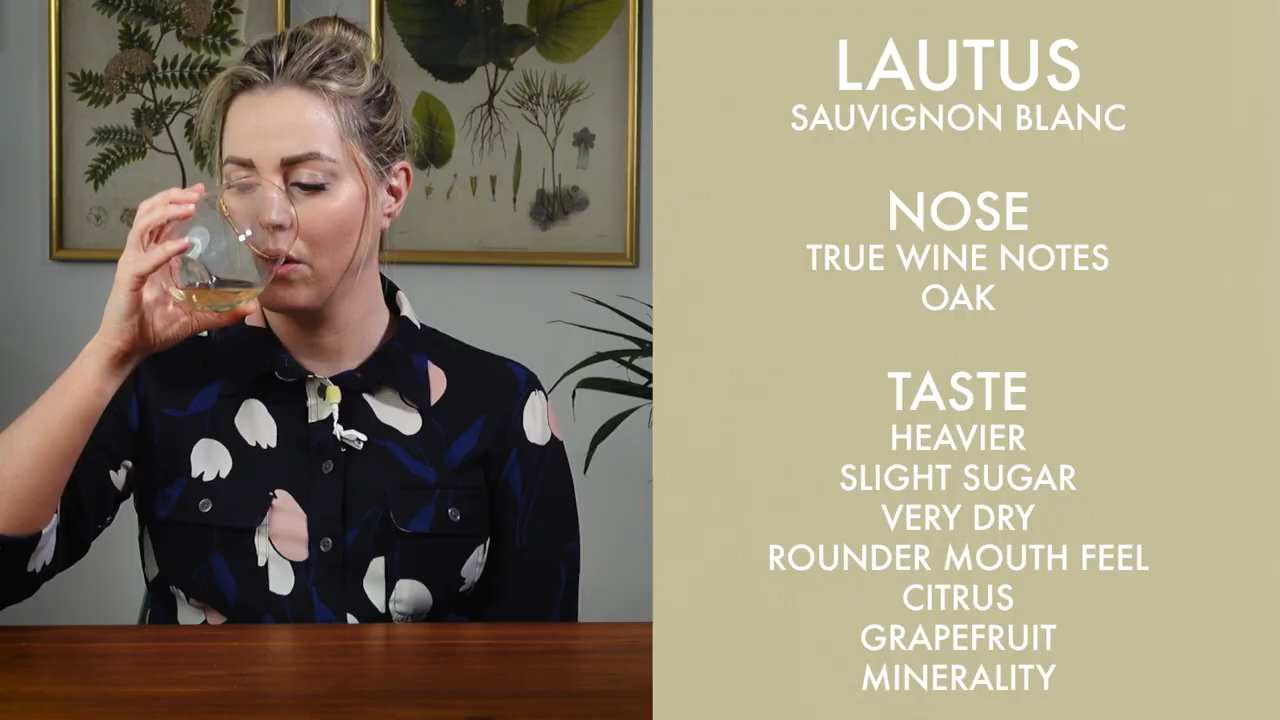 LAUTUS
SAUVIGNON BLANC
NOSE
TRUE WINE NOTES
OAK
TASTE
HEAVIER
SLIGHT SUGAR
VERY DRY
ROUNDER MOUTH FEEL
CITRUS
GRAPEFRUIT
MINERALITY